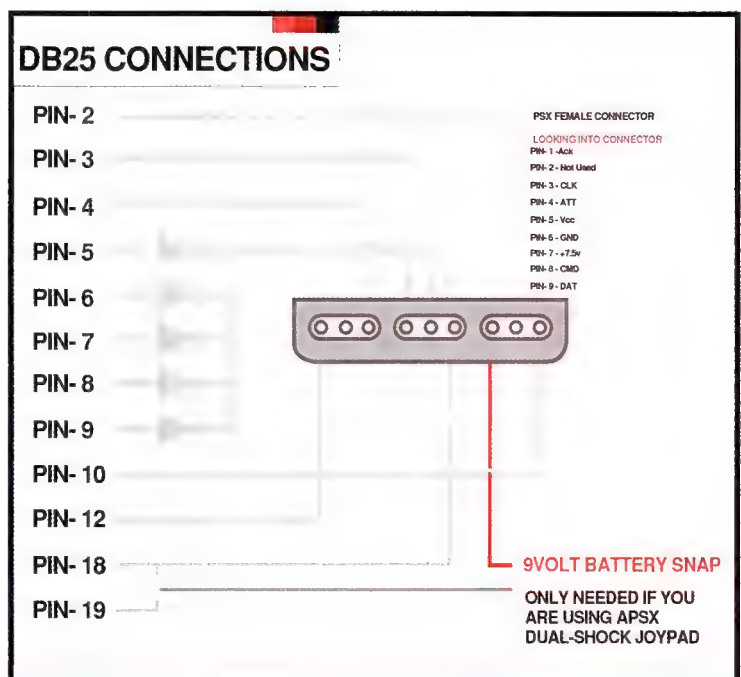 DB25 CONNECTIONS
PIN- 2
PIN- 3
PIN- 4
PIN- 5
PIN- 6
PIN- 7
PIN- 8
PIN- 9
PIN- 10
PIN- 12
PIN- 18
PIN- 19
PSX FEMALE CONNECTOR
LOOKING INTO CONNECTOR
PIN- 1 -Ack
PIN- 2 - Not Used
PIN- 3 - CLK
PIN- 4 - ATT
PIN- 5 - Vcc
PIN- 6 - GND
PIN- 7 - +7.5v
PIN- 8 - CMD
PIN- 9 - DAT
9VOLT BATTERY SNAP
ONLY NEEDED IF YOU
ARE USING APSX
DUAL-SHOCK JOYPAD